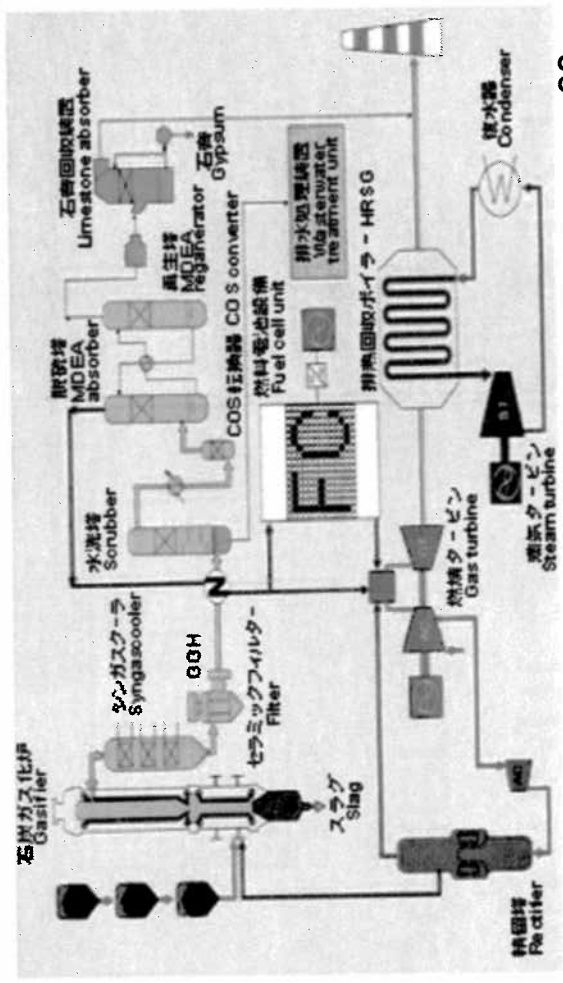 石炭ガス化炉
Gasifier
シンガスクーラ
Syngascooler
GGH
セラミックフィルター
Filter
スラグ
Slag
水洗塔
Scrubber
脱硫塔
MDEA
absorber
再生塔
MDEA
regenerator
石膏回収装置
Limestone absorber
石膏
Gypsum
COS転換器 COS converter
燃料電池設備
Fuel cell unit
FC
排水処理装置
Wastewater
treatment unit
排熱回収ボイラ - HRSG
復水器
Condenser
ST
蒸気タービン
Steam turbine
燃焼タービン
Gas turbine
精留塔
Rectifier